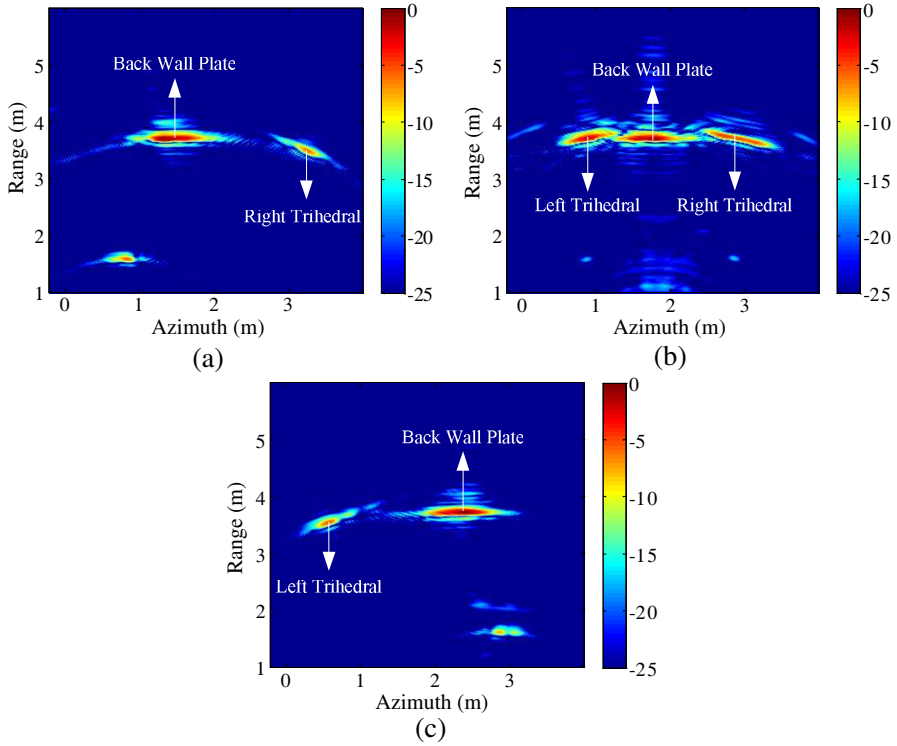 0
-5
-10
-15
-20
-25
5
4
3
2
1
Range (m)
Back Wall Plate
Right Trihedral
0
1
2
3
Azimuth (m)
(a)
0
-5
-10
-15
-20
-25
5
4
3
2
1
Range (m)
Back Wall Plate
Left Trihedral
Right Trihedral
0
1
2
3
Azimuth (m)
(b)
0
-5
-10
-15
-20
-25
5
4
3
2
1
Range (m)
Back Wall Plate
Left Trihedral
0
1
2
3
Azimuth (m)
(c)